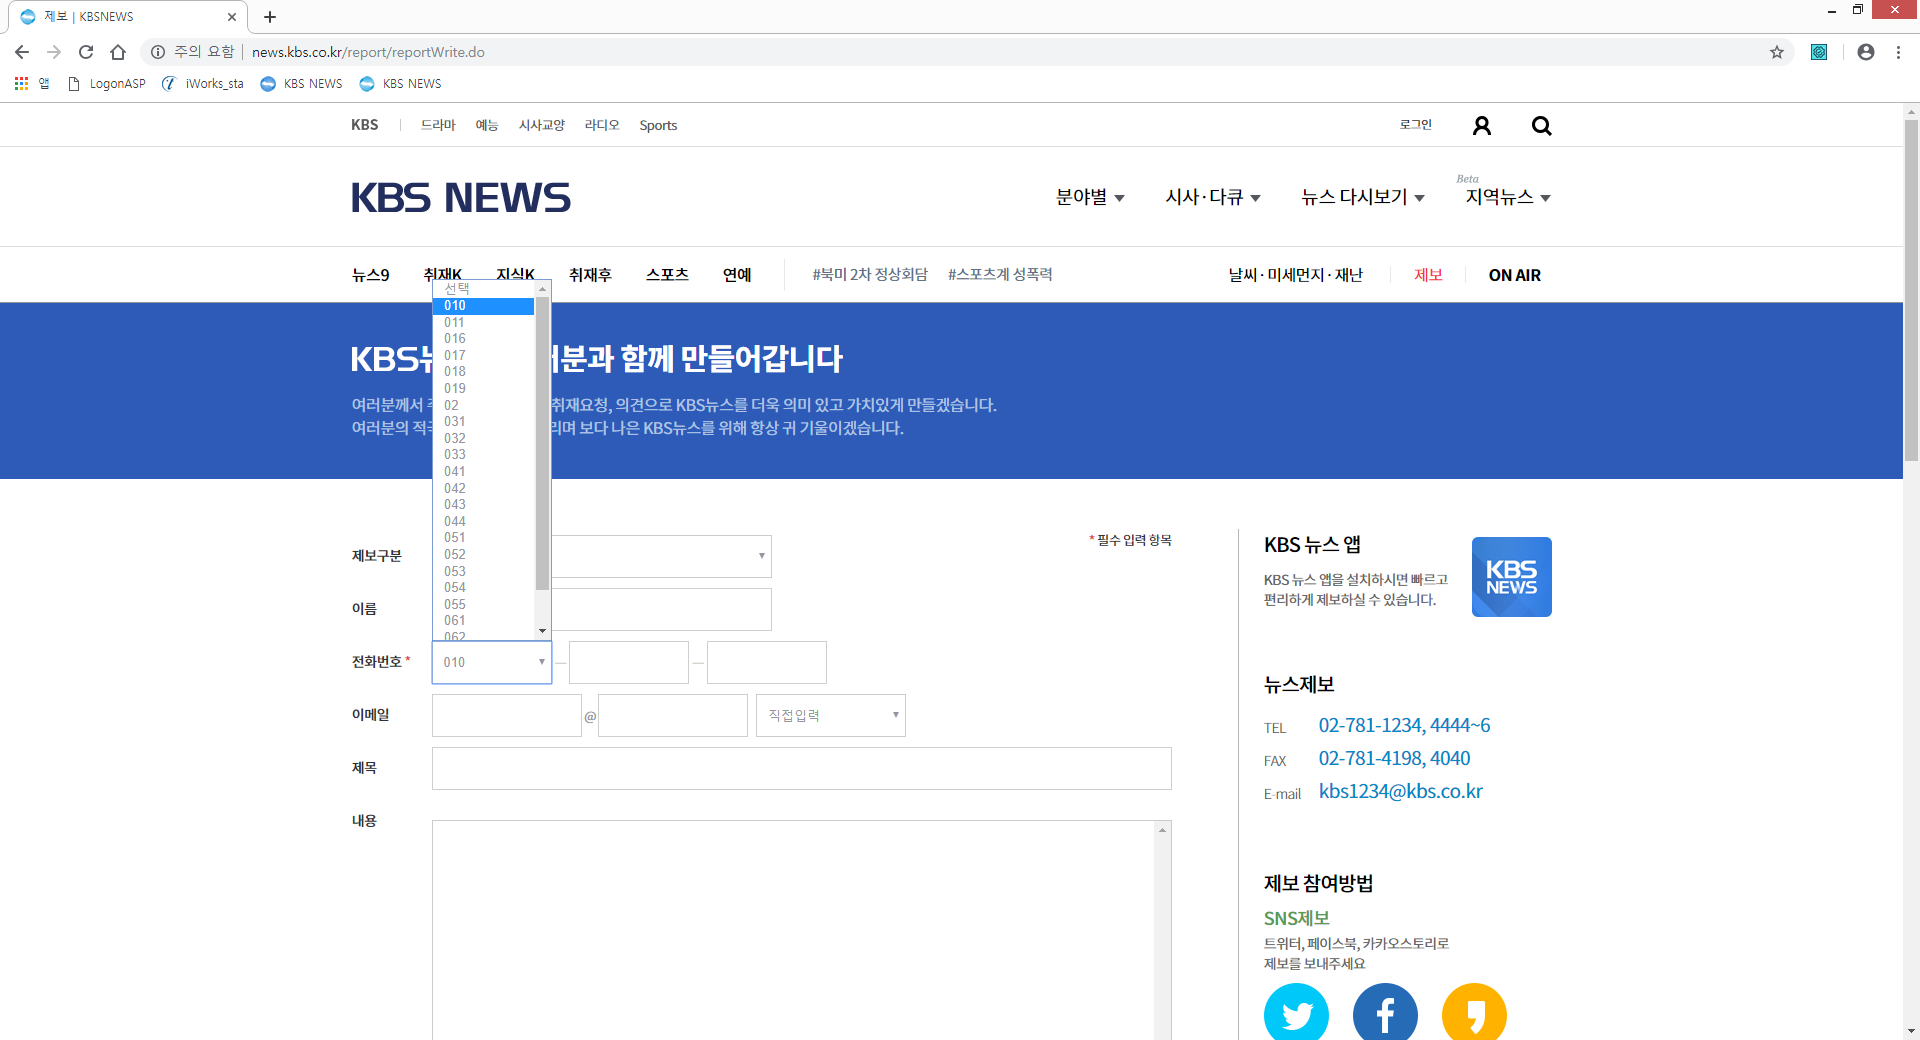 제보 | KBSNEWS
주의 요함 | news.kbs.co.kr/report/reportWrite.do
앱 LogonASP iWorks_sta KBS NEWS KBS NEWS
KBS 드라마 예능 시사교양 라디오 Sports 로그인
KBS NEWS
분야별 시사·다큐 뉴스 다시보기 Beta 지역뉴스
뉴스9 취재K 지식K 취재후 스포츠 연예 #북미 2차 정상회담 #스포츠계 성폭력 날씨·미세먼지·재난 제보 ON AIR
선택
010
011
016
017
018
019
02
031
032
033
041
042
043
044
051
052
053
054
055
061
062
KBS뉴 분과 함께 만들어갑니다
여러분께서 취재요청, 의견으로 KBS뉴스를 더욱 의미 있고 가치있게 만들겠습니다.
여러분의 리며 보다 나은 KBS뉴스를 위해 항상 귀 기울이겠습니다.
* 필수 입력 항목
제보구분
이름
전화번호 * 010
이메일 @ 직접입력
제목
내용
KBS 뉴스 앱
KBS 뉴스 앱을 설치하시면 빠르고
편리하게 제보하실 수 있습니다.
KBS
NEWS
뉴스제보
TEL 02-781-1234, 4444~6
FAX 02-781-4198, 4040
E-mail kbs1234@kbs.co.kr
제보 참여방법
SNS제보
트위터, 페이스북, 카카오스토리로
제보를 보내주세요